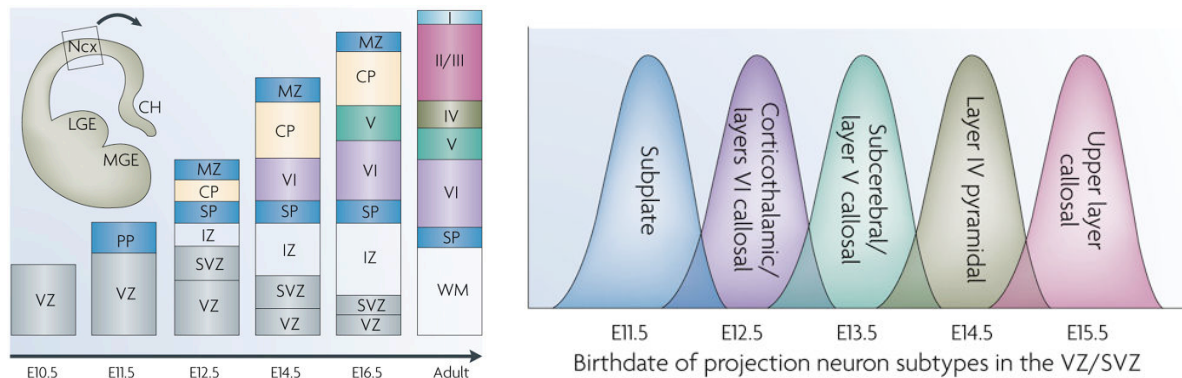 Ncx
CH
LGE
MGE
VZ
E10.5
PP
VZ
E11.5
MZ
CP
SP
IZ
SVZ
VZ
E12.5
MZ
CP
VI
SP
IZ
SVZ
VZ
E14.5
MZ
CP
V
VI
SP
IZ
SVZ
VZ
E16.5
I
II/III
IV
V
VI
SP
WM
Adult
Subplate
Corticothalamic/
layers VI callosal
Subcerebral/
layer V callosal
Layer IV pyramidal
Upper layer
callosal
E11.5
E12.5
E13.5
E14.5
E15.5
Birthdate of projection neuron subtypes in the VZ/SVZ